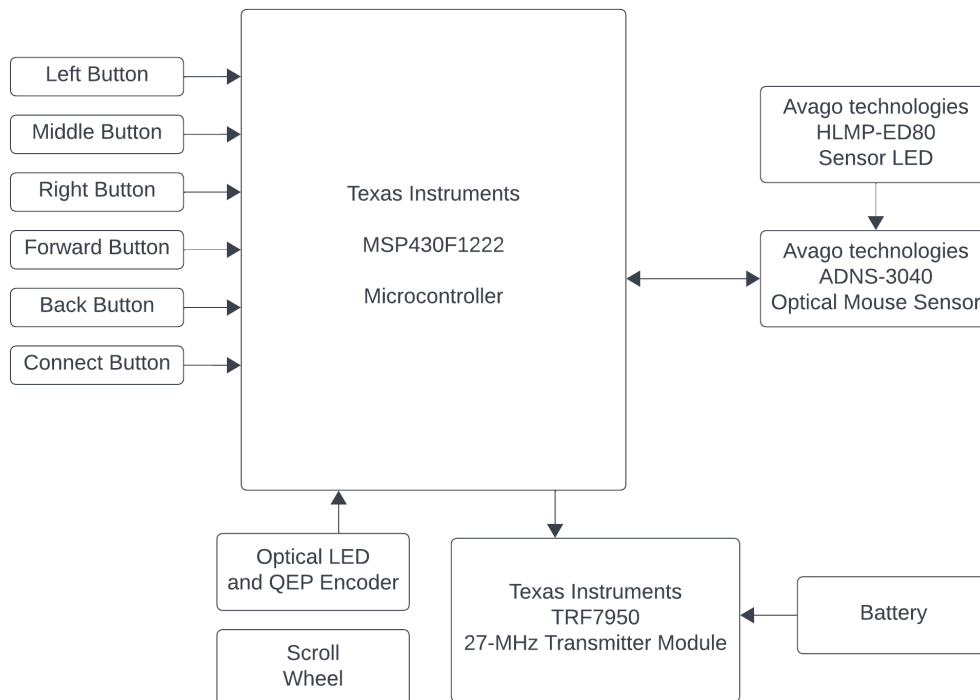 Left Button
Middle Button
Right Button
Forward Button
Back Button
Connect Button
Texas Instruments
MSP430F1222
Microcontroller
Avago technologies
HLMP-ED80
Sensor LED
Avago technologies
ADNS-3040
Optical Mouse Sensor
Optical LED
and QEP Encoder
Scroll
Wheel
Texas Instruments
TRF7950
27-MHz Transmitter Module
Battery